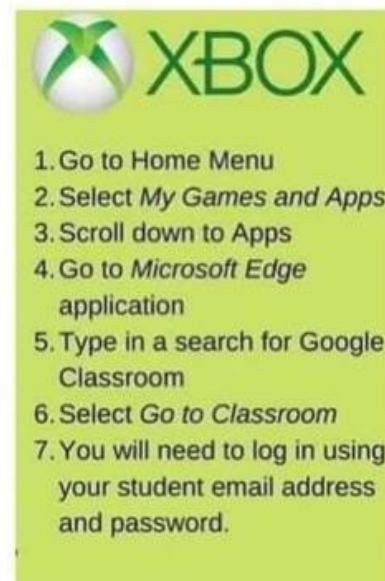 XBOX
1. Go to Home Menu
2. Select My Games and Apps
3. Scroll down to Apps
4. Go to Microsoft Edge
application
5. Type in a search for Google
Classroom
6. Select Go to Classroom
7. You will need to log in using
your student email address
and password.